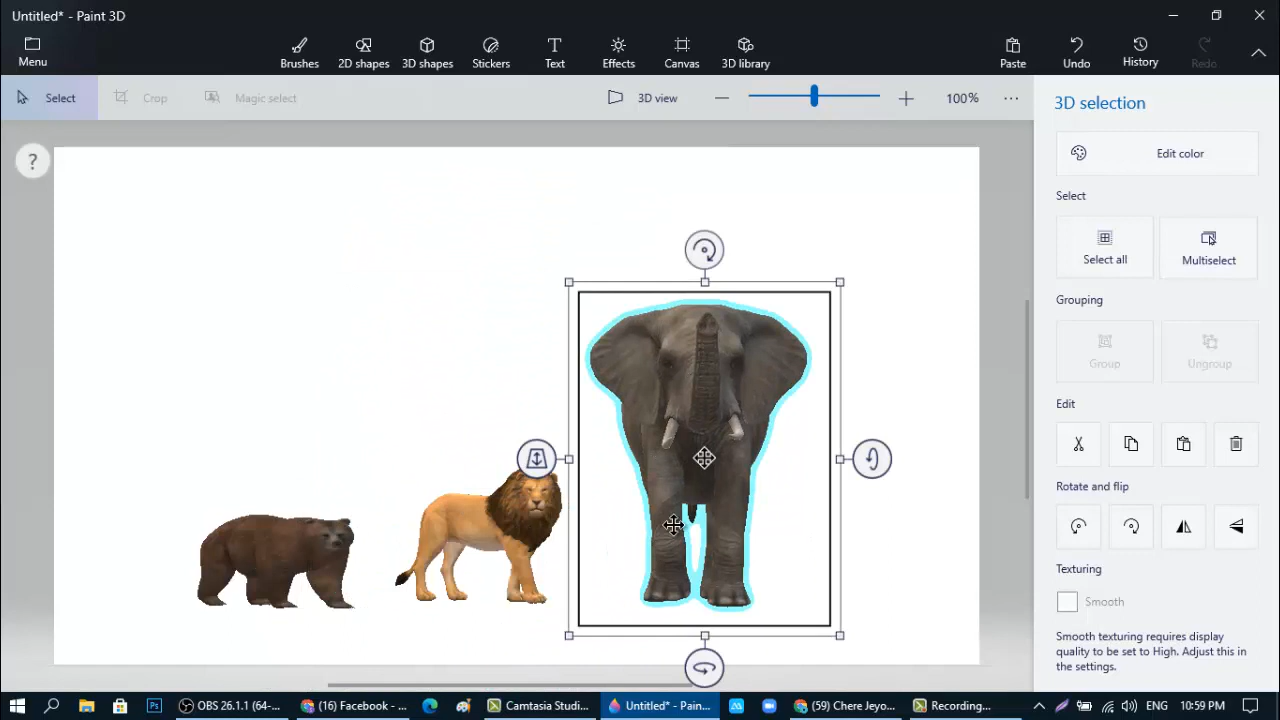 Untitled* - Paint 3D
Menu
Brushes
2D shapes
3D shapes
Stickers
Text
Effects
Canvas
3D library
Paste
Undo
History
Redo
Select
Crop
Magic select
3D view
100%
?
3D selection
Edit color
Select
Select all
Multiselect
Grouping
Group
Ungroup
Edit
Rotate and flip
Texturing
Smooth
Smooth texturing requires display
quality to be set to High. Adjust this in
the settings.
Ps
OBS 26.1.1 (64-...
(16) Facebook - ...
Camtasia Studi...
Untitled* - Pain...
(59) Chere Jeyo...
Recording...
ENG
10:59 PM